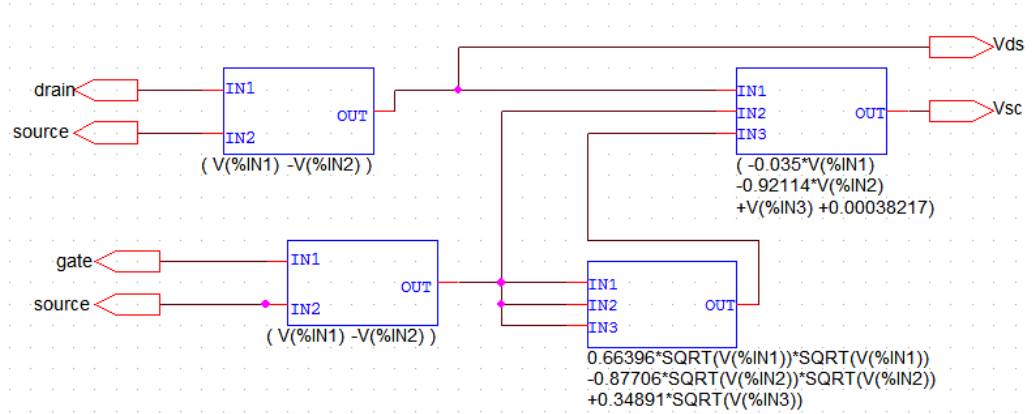 Vds
drain
IN1
OUT
source
IN2
( V(%IN1) -V(%IN2) )
IN1
IN2
OUT
Vsc
IN3
( -0.035*V(%IN1)
-0.92114*V(%IN2)
+V(%IN3) +0.00038217)
gate
IN1
OUT
source
IN2
( V(%IN1) -V(%IN2) )
IN1
IN2
OUT
IN3
0.66396*SQRT(V(%IN1))*SQRT(V(%IN1))
-0.87706*SQRT(V(%IN2))*SQRT(V(%IN2))
+0.34891*SQRT(V(%IN3))